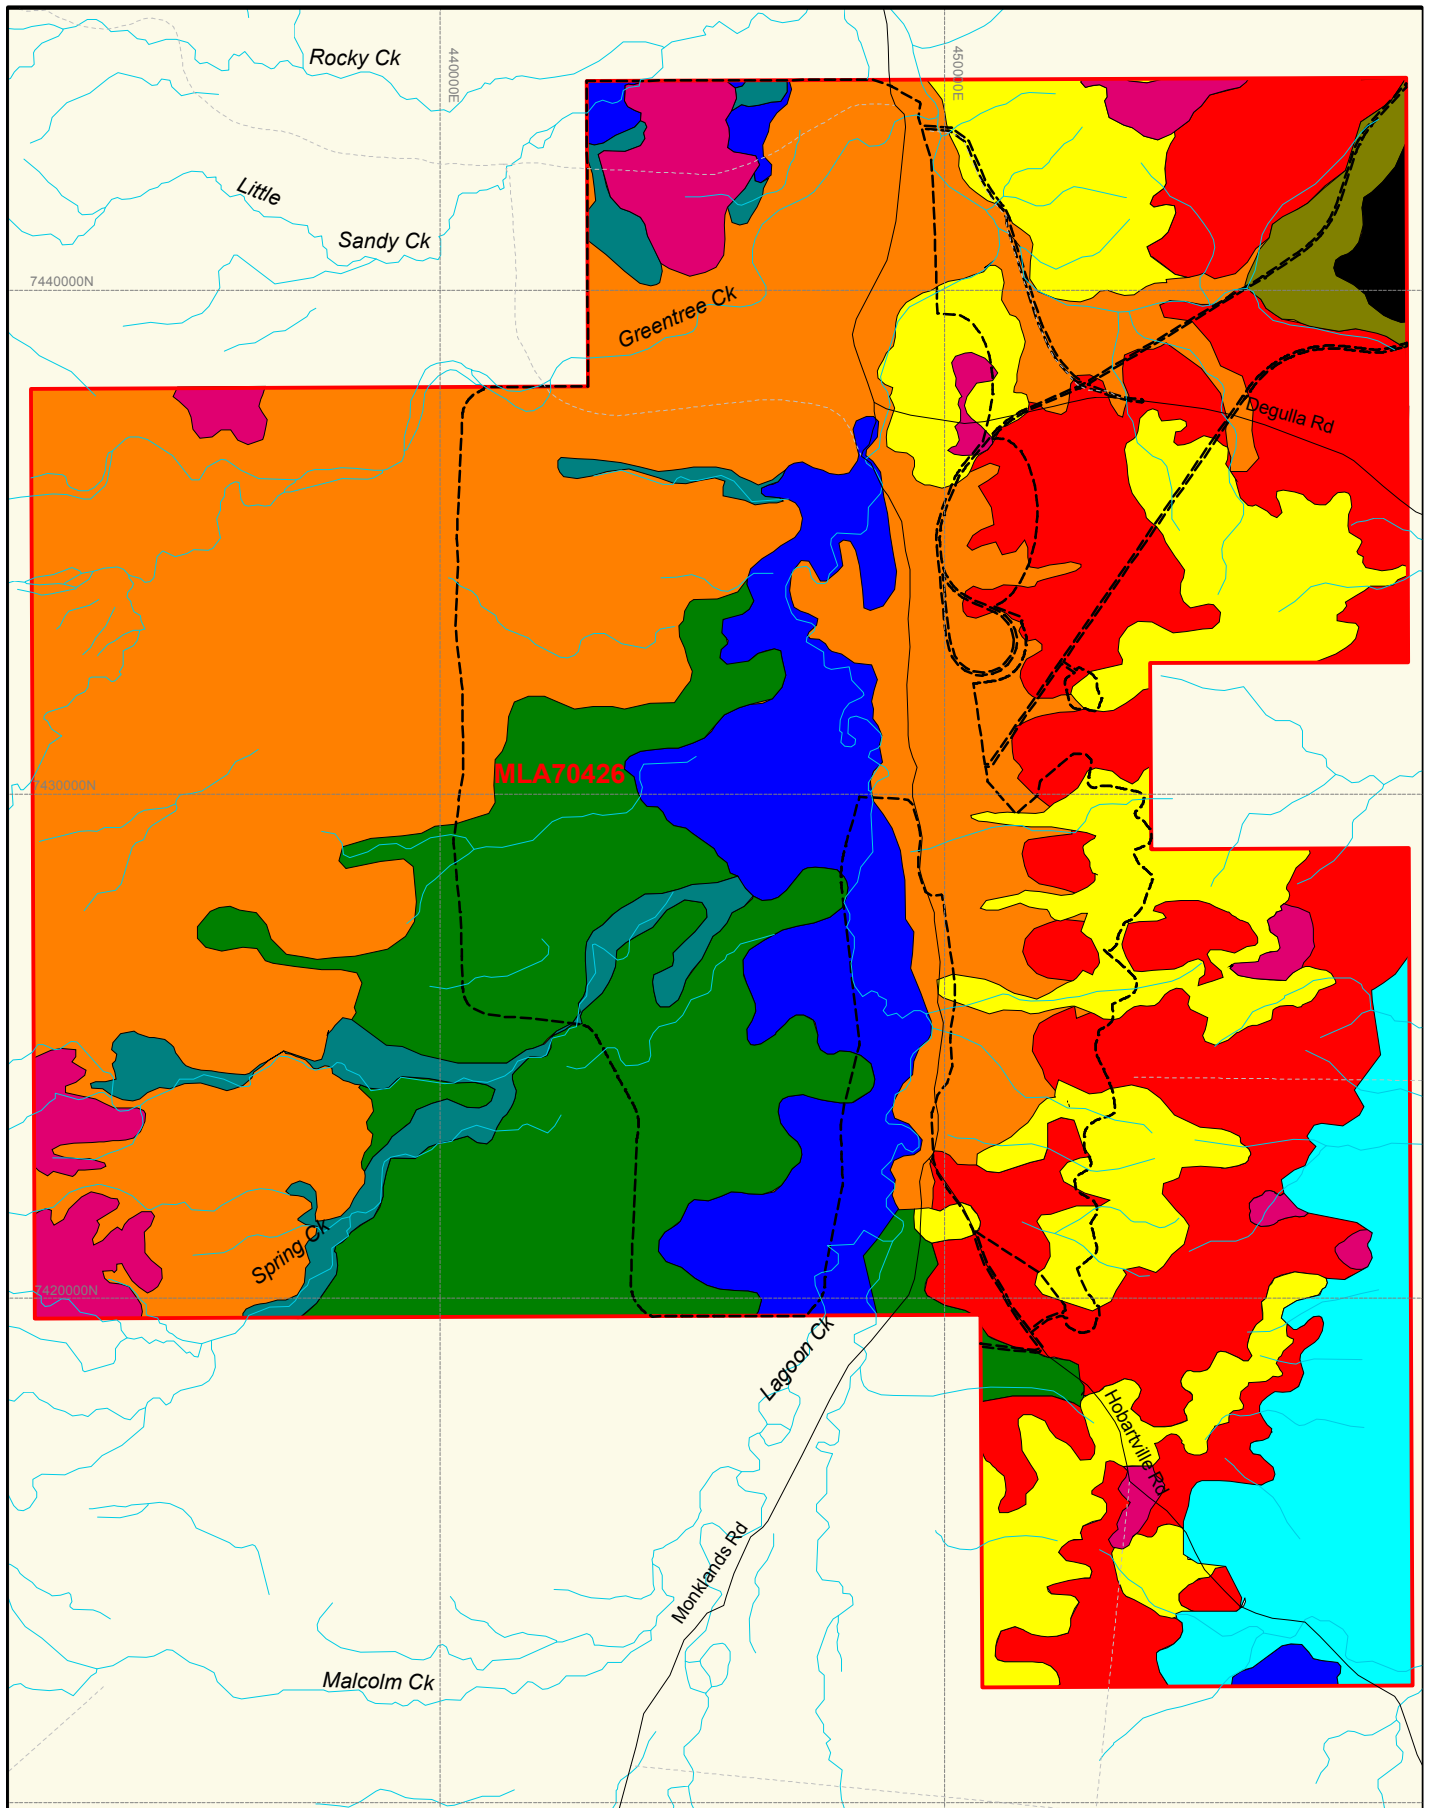 Rocky Ck
440000E
450000E
Little
Sandy Ck
7440000N
Greentree Ck
Degulla Rd
MLA70426
7430000N
Spring Ck
7420000N
Lagoon Ck
Hobartville Rd
Monklands Rd
Malcolm Ck